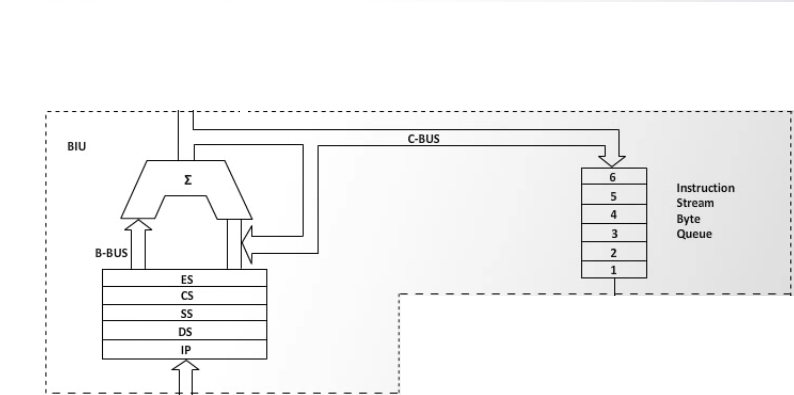 C-BUS
BIU
Σ
6
5
4
3
2
1
Instruction
Stream
Byte
Queue
B-BUS
ES
CS
SS
DS
IP